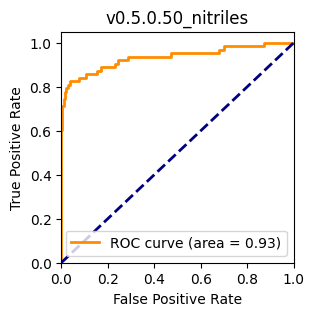 v0.5.0.50_nitriles
1.0
0.8
0.6
0.4
0.2
0.0
True Positive Rate
ROC curve (area = 0.93)
0.0 0.2 0.4 0.6 0.8 1.0
False Positive Rate